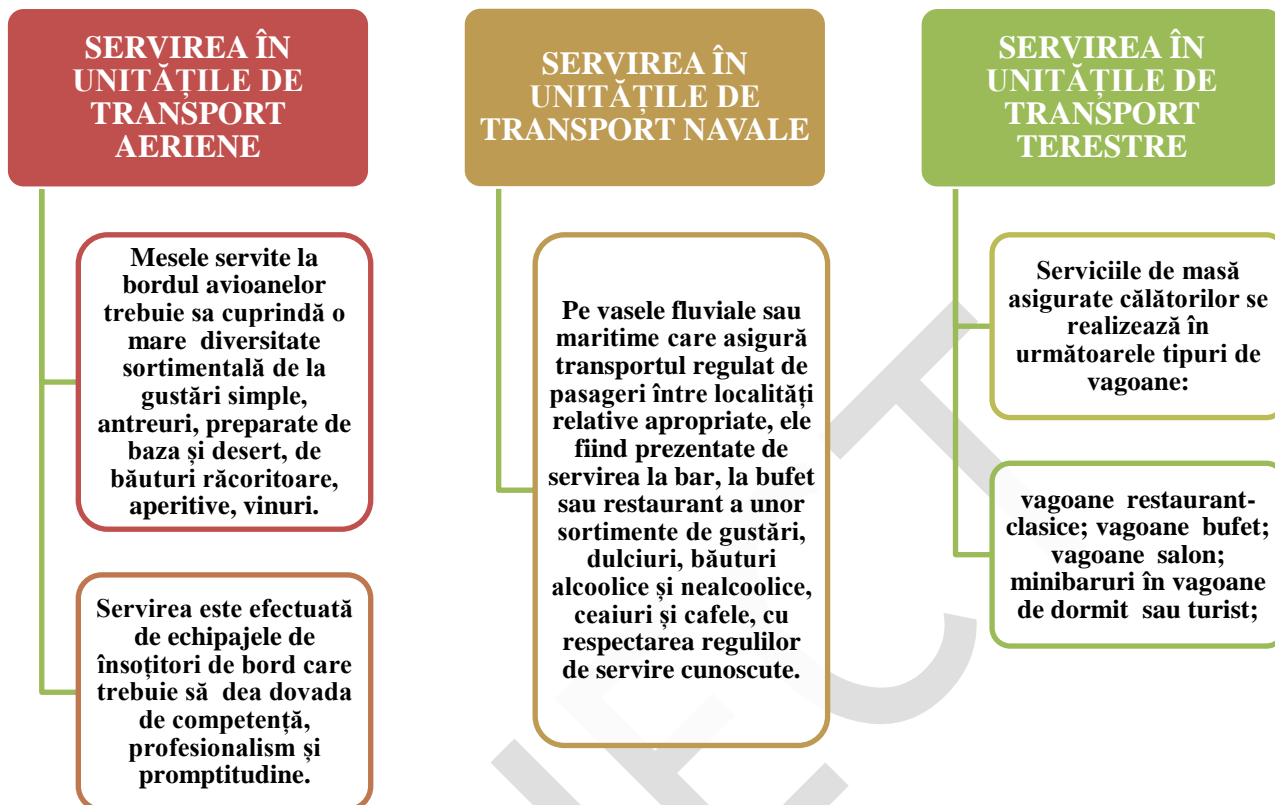 SERVIREA ÎN
UNITĂȚILE DE
TRANSPORT
AERIENE
Mesele servite la
bordul avioanelor
trebuie sa cuprindă o
mare diversitate
sortimentală de la
gustări simple,
antreuri, preparate de
baza și desert, de
băuturi răcoritoare,
aperitive, vinuri.
Servirea este efectuată
de echipajele de
însoțitori de bord care
trebuie să dea dovada
de competență,
profesionalism și
promptitudine.
SERVIREA ÎN
UNITĂȚILE DE
TRANSPORT NAVALE
Pe vasele fluviale sau
maritime care asigură
transportul regulat de
pasageri între localități
relative apropriate, ele
fiind prezentate de
servirea la bar, la bufet
sau restaurant a unor
sortimente de gustări,
dulciuri, băuturi
alcoolice și nealcoolice,
ceaiuri și cafele, cu
respectarea regulilor
de servire cunoscute.
SERVIREA ÎN
UNITĂȚILE DE
TRANSPORT
TERESTRE
Serviciile de masă
asigurate călătorilor se
realizează în
următoarele tipuri de
vagoane:
vagoane restaurant-
clasice; vagoane bufet;
vagoane salon;
minibaruri în vagoane
de dormit sau turist;